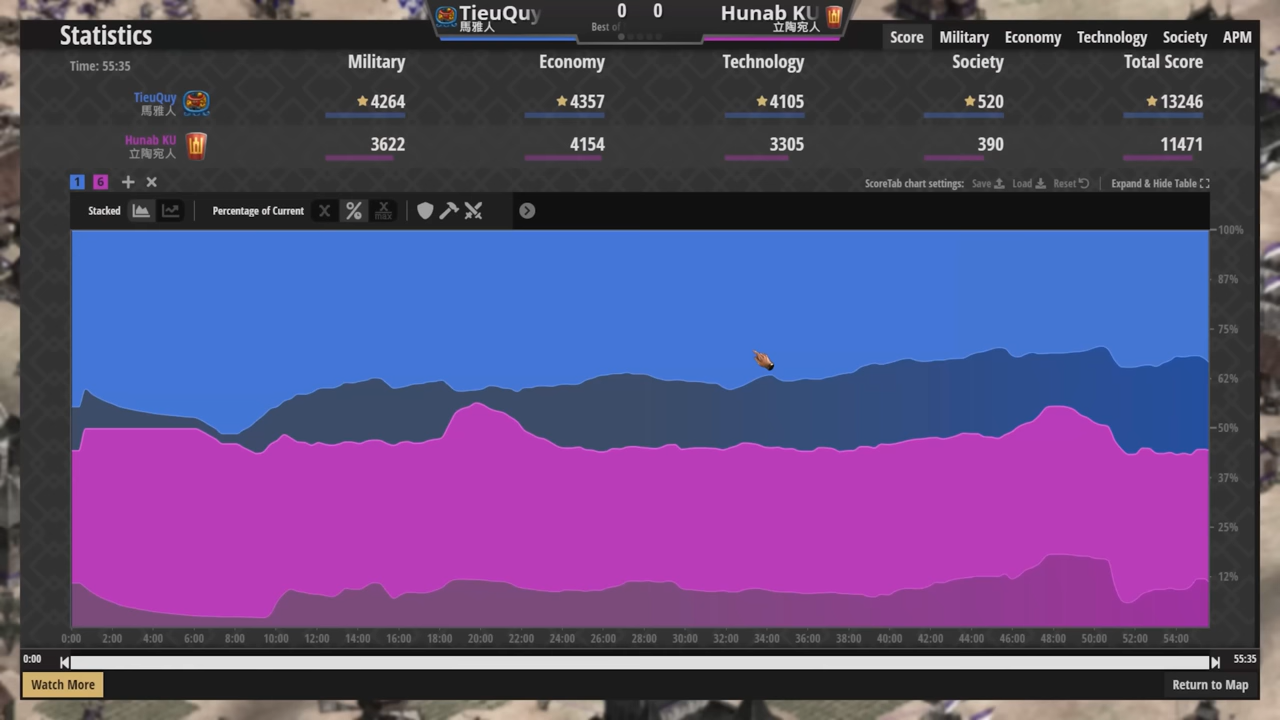 TieuQuy 0 0 Hunab KU
馬雅人 Best of 立陶宛人
Statistics
Score Military Economy Technology Society APM
Time: 55:35 Military Economy Technology Society Total Score
TieuQuy 4264 4357 4105 520 13246
馬雅人
Hunab KU 3622 4154 3305 390 11471
立陶宛人
1 6 ScoreTab chart settings: Save Load Reset Expand & Hide Table
Stacked Percentage of Current X % X max
100%
87%
75%
62%
50%
37%
25%
12%
0:00 2:00 4:00 6:00 8:00 10:00 12:00 14:00 16:00 18:00 20:00 22:00 24:00 26:00 28:00 30:00 32:00 34:00 36:00 38:00 40:00 42:00 44:00 46:00 48:00 50:00 52:00 54:00
0:00 55:35
Watch More Return to Map